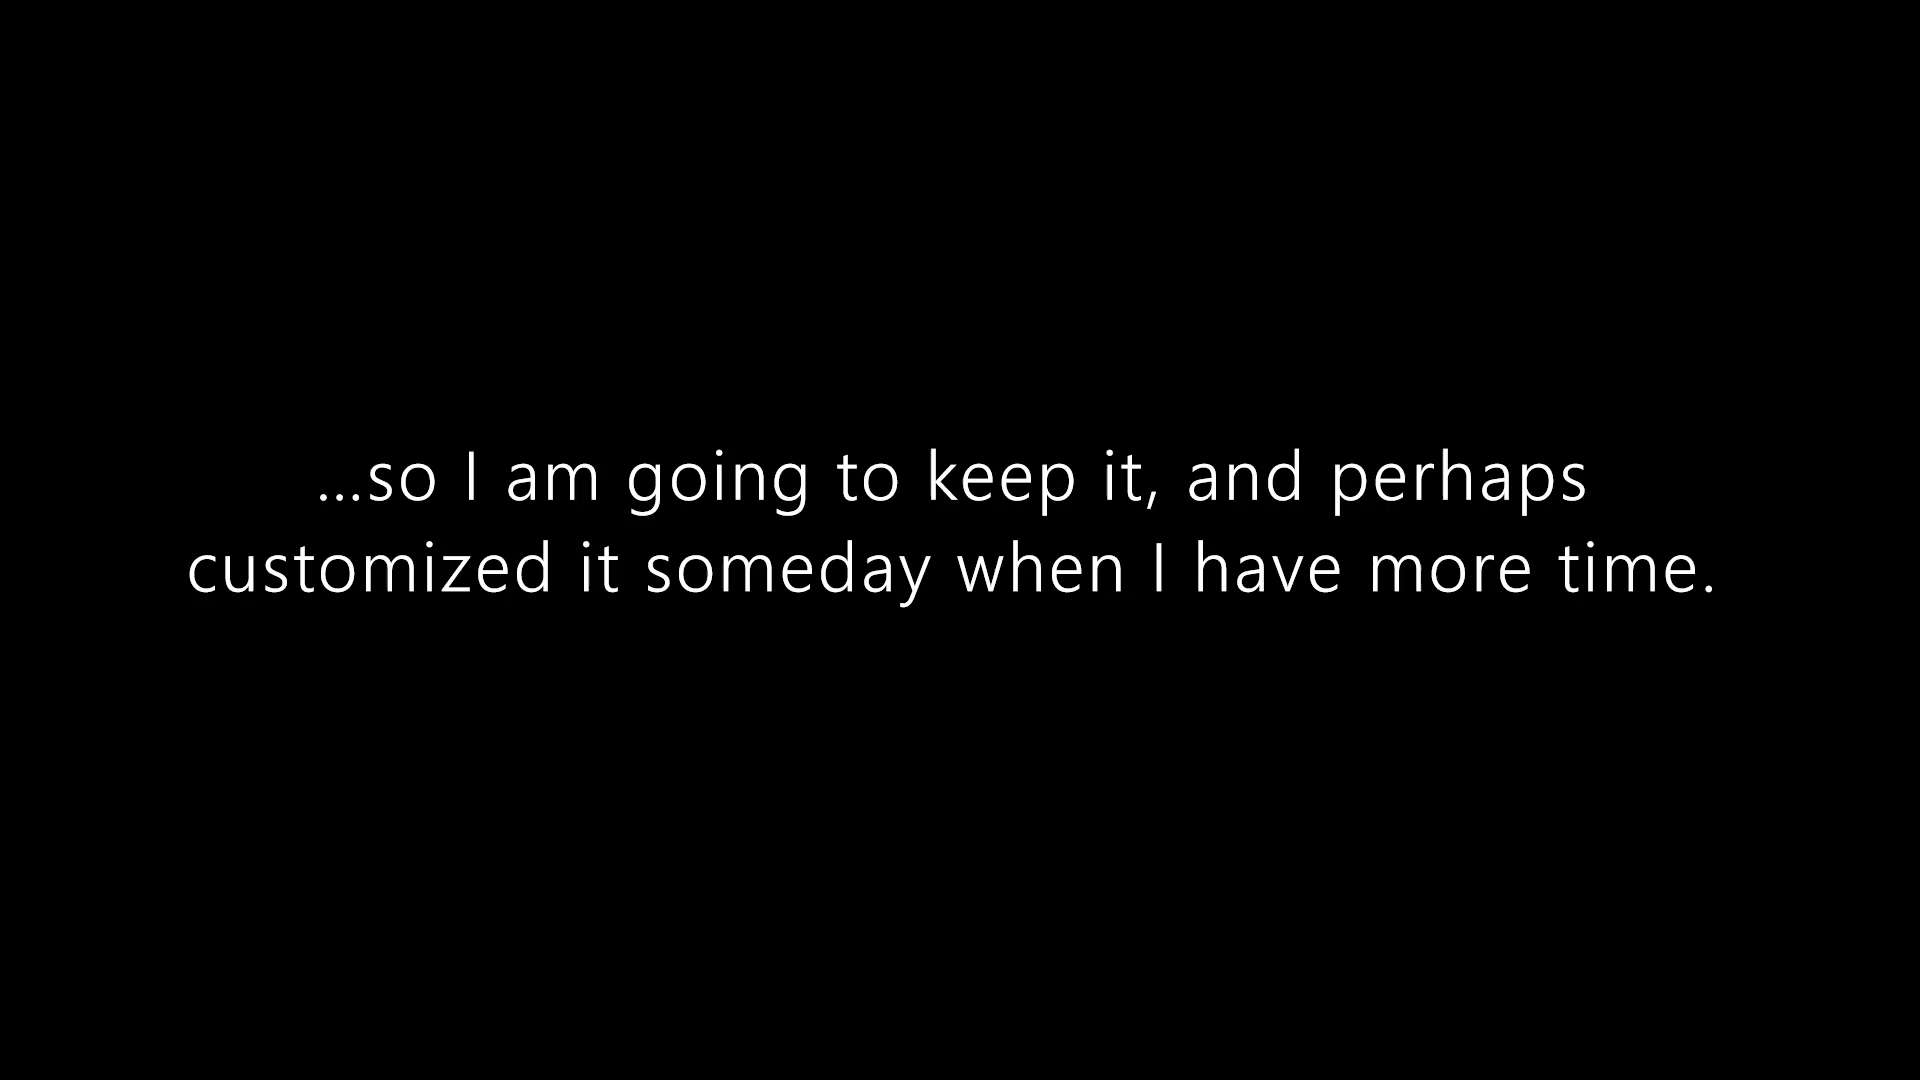 ...so I am going to keep it, and perhaps
customized it someday when I have more time.